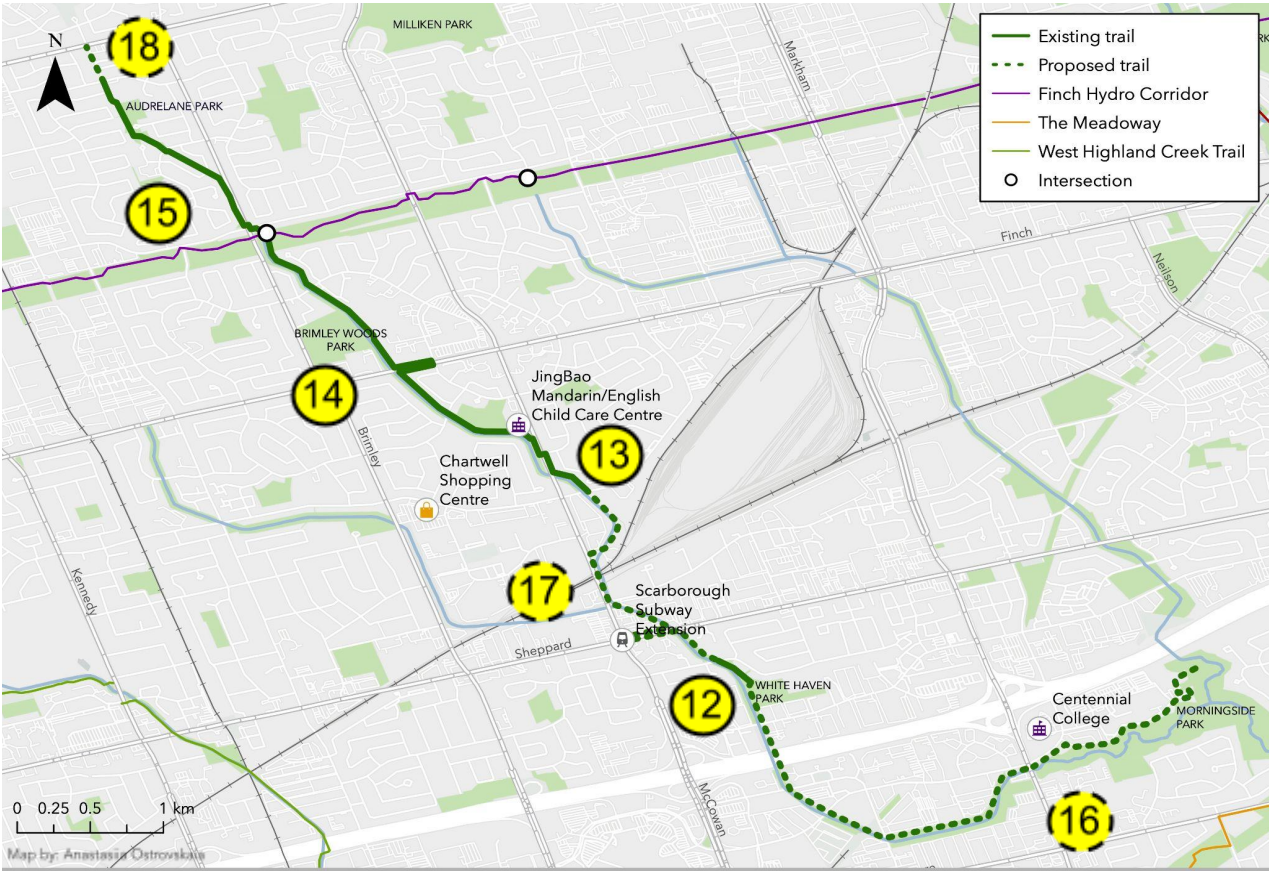 MILLIKEN PARK
18
N
AUDRELANE PARK
Markham
Existing trail
Proposed trail
Finch Hydro Corridor
The Meadoway
West Highland Creek Trail
Intersection
15
Finch
Neilson
BRIMLEY WOODS
PARK
14
JingBao
Mandarin/English
Child Care Centre
13
Brimley
Chartwell
Shopping
Centre
Kennedy
17
Scarborough
Subway
Extension
Sheppard
12
WHITE HAVEN
PARK
Centennial
College
MORNINGSIDE
PARK
McCowan
16
0 0.25 0.5 1 km
Map by: Anastasiia Ostrovskaia